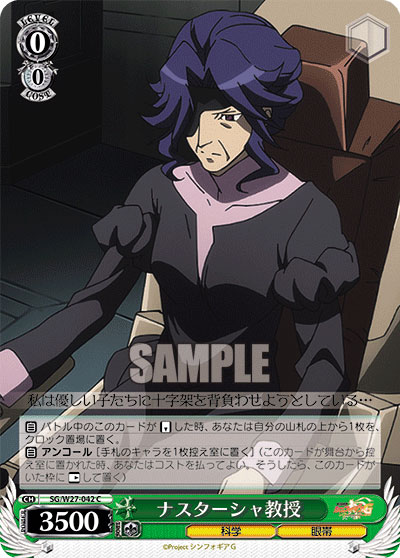 LEVEL
0
0
COST
SAMPLE
私は優しい子たちに十字架を背負わせようとしている…
自 バトル中のこのカードが した時、あなたは自分の山札の上から1枚を、
クロック置場に置く。
自 アンコール [手札のキャラを1枚控え室に置く] (このカードが舞台から
控え室に置かれた時、あなたはコストを払ってよい。そうしたら、このカードが
いた枠に して置く)
CH SG/W27-042 C
3500
ナスターシャ教授
科学 眼帯
©Project シンフォギアG